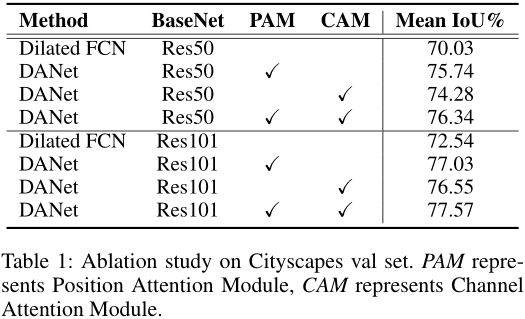 Method BaseNet PAM CAM Mean IoU%
Dilated FCN Res50 70.03
DANet Res50 ✓ 75.74
DANet Res50 ✓ 74.28
DANet Res50 ✓ ✓ 76.34
Dilated FCN Res101 72.54
DANet Res101 ✓ 77.03
DANet Res101 ✓ 76.55
DANet Res101 ✓ ✓ 77.57
Table 1: Ablation study on Cityscapes val set. PAM repre-
sents Position Attention Module, CAM represents Channel
Attention Module.